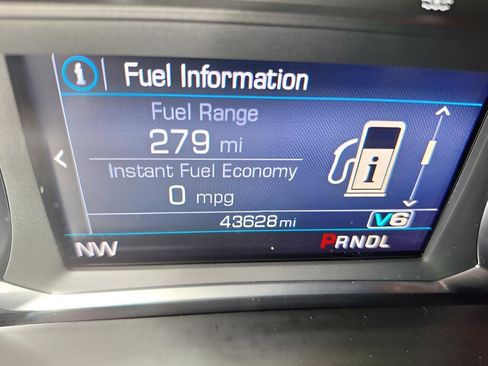 i Fuel Information
Fuel Range
279 mi
Instant Fuel Economy
0 mpg
i
43628 mi
V6
NW
PRNDL